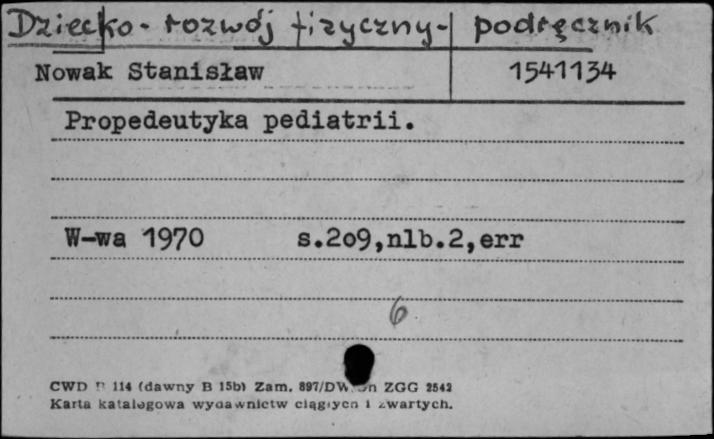 Dziecko - rozwój fizyczny - podręcznik
Nowak Stanisław 1541134
Propedeutyka pediatrii.
W-wa 1970 s.209,nlb.2,err
6
CWD 114 (dawny B 15b) Zam. 897/DW ZGG 2542
Karta katalogowa wydawnictw ciągłych i zwartych.